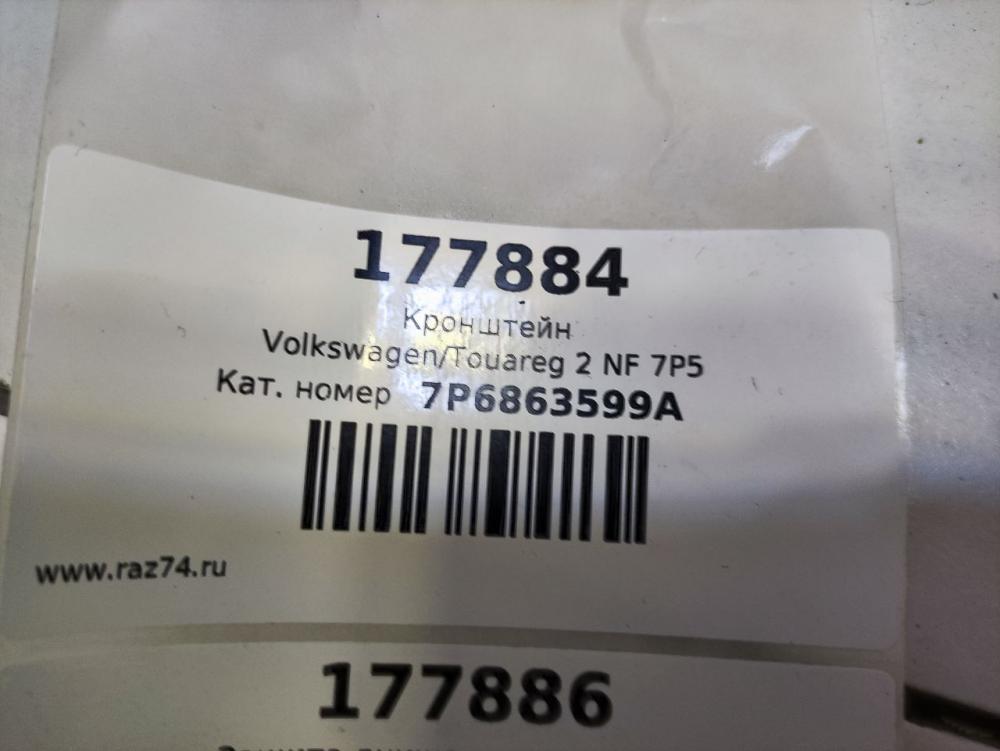 177884
Кронштейн
Volkswagen/Touareg 2 NF 7P5
Кат. номер 7P6863599A
www.raz74.ru
177886